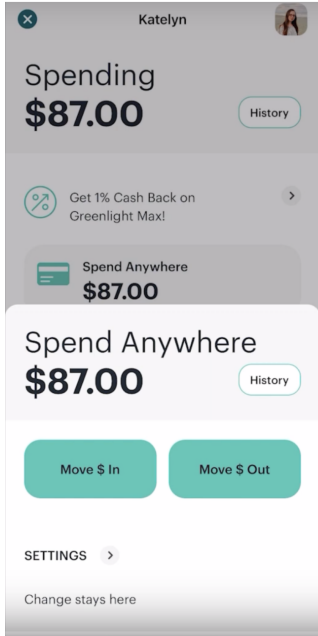 Katelyn
Spending
$87.00
History
Get 1% Cash Back on
Greenlight Max!
Spend Anywhere
$87.00
Spend Anywhere
$87.00
History
Move $ In
Move $ Out
SETTINGS
Change stays here